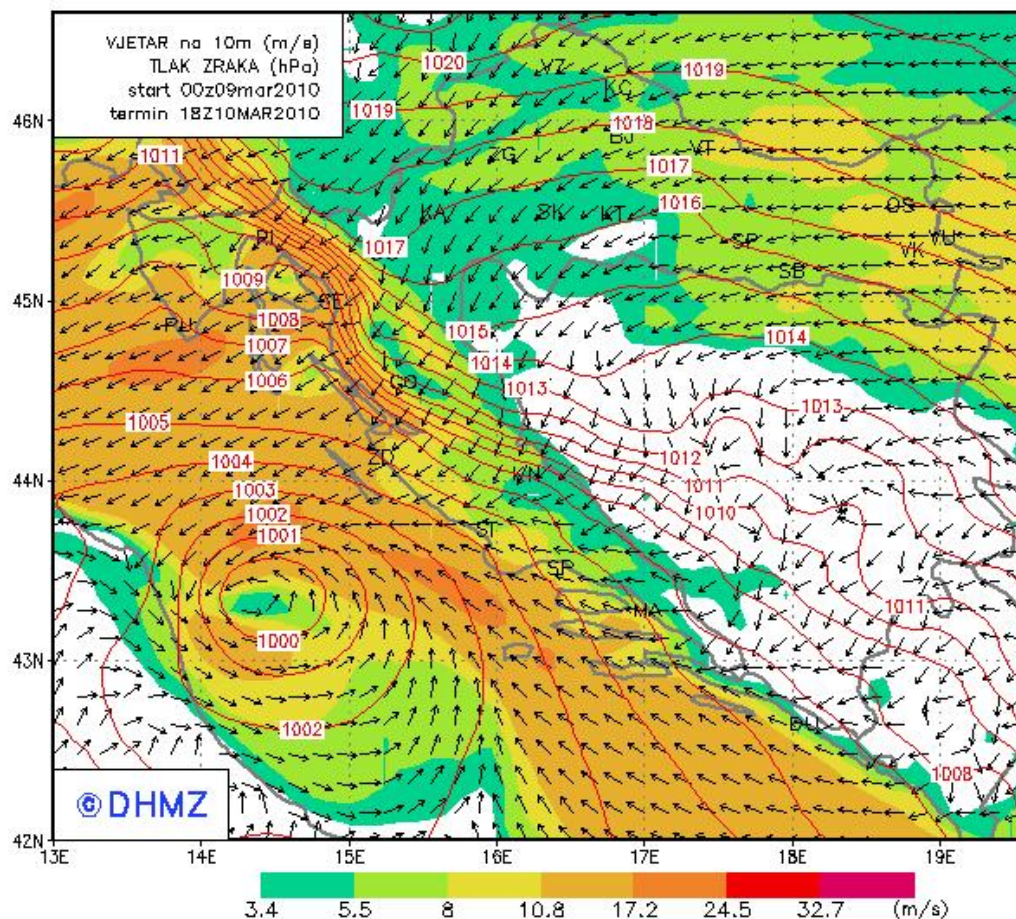 VJETAR na 10m (m/s)
TLAK ZRAKA (hPa)
start 00z09mar2010
termin 18Z10MAR2010
1020
1019
VZ
KC
1019
46N
1018
BJ
1011
ZG
VT
1017
1016
OS
KA
SK
KT
RI
1017
SP
VU
VK
1009
SB
45N
SE
1008
PU
1015
1014
1007
1014
1006
GO
1013
1013
1005
1004
ZD
1012
44N
KN
1003
1011
1002
1010
1001
SI
SP
1011
MA
1000
43N
1002
DU
1008
©DHMZ
42N
13E 14E 15E 16E 17E 18E 19E
3.4 5.5 8 10.8 17.2 24.5 32.7 (m/s)